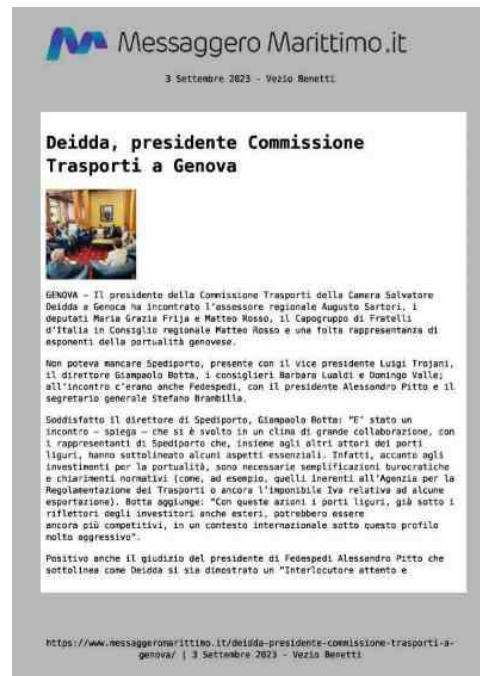 Messaggero Marittimo.it
3 Settembre 2023 - Vezio Benetti
Deidda, presidente Commissione
Trasporti a Genova
GENOVA – Il presidente della Commissione Trasporti della Camera Salvatore
Deidda a Genoca ha incontrato l'assessore regionale Augusto Sartori, i
deputati Maria Grazia Frija e Matteo Rosso, il Capogruppo di Fratelli
d'Italia in Consiglio regionale Matteo Rosso e una folta rappresentanza di
esponenti della portualità genovese.
Non poteva mancare Spediporto, presente con il vice presidente Luigi Trojani,
il direttore Giampaolo Botta, i consiglieri Barbara Lualdi e Domingo Valle;
all'incontro c'erano anche Fedespedi, con il presidente Alessandro Pitto e il
segretario generale Stefano Brambilla.
Soddisfatto il direttore di Spediporto, Giampaolo Botta: "E' stato un
incontro – spiega – che si è svolto in un clima di grande collaborazione, con
i rappresentanti di Spediporto che, insieme agli altri attori dei porti
liguri, hanno sottolineato alcuni aspetti essenziali. Infatti, accanto agli
investimenti per la portualità, sono necessarie semplificazioni burocratiche
e chiarimenti normativi (come, ad esempio, quelli inerenti all'Agenzia per la
Regolamentazione dei Trasporti o ancora l'imponibile Iva relativa ad alcune
esportazione). Botta aggiunge: "Con queste azioni i porti liguri, già sotto i
riflettori degli investitori anche esteri, potrebbero essere
ancora più competitivi, in un contesto internazionale sotto questo profilo
molto aggressivo".
Positivo anche il giudizio del presidente di Fedespedi Alessandro Pitto che
sottolinea come Deidda si sia dimostrato un "Interlocutore attento e
https://www.messaggeromarittimo.it/deidda-presidente-commissione-trasporti-a-
genova/ | 3 Settembre 2023 - Vezio Benetti